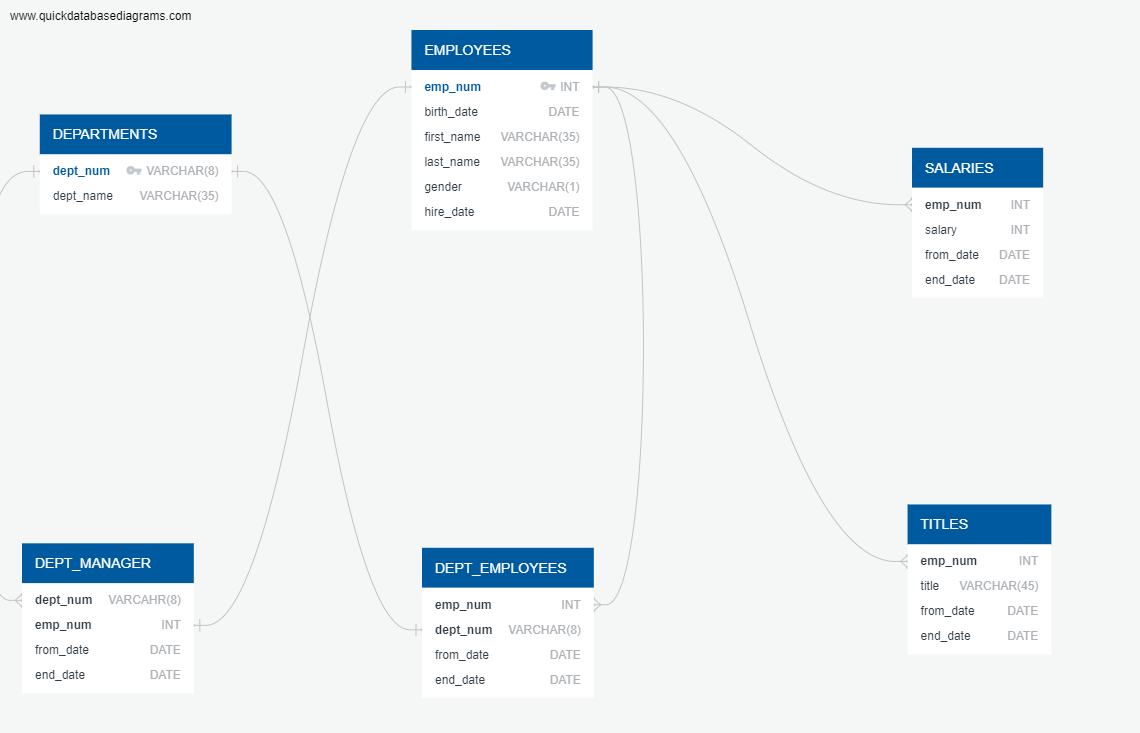 www.quickdatabasediagrams.com
EMPLOYEES
emp_num INT
birth_date DATE
first_name VARCHAR(35)
last_name VARCHAR(35)
gender VARCHAR(1)
hire_date DATE
DEPARTMENTS
dept_num VARCHAR(8)
dept_name VARCHAR(35)
SALARIES
emp_num INT
salary INT
from_date DATE
end_date DATE
DEPT_MANAGER
dept_num VARCAHR(8)
emp_num INT
from_date DATE
end_date DATE
DEPT_EMPLOYEES
emp_num INT
dept_num VARCHAR(8)
from_date DATE
end_date DATE
TITLES
emp_num INT
title VARCHAR(45)
from_date DATE
end_date DATE